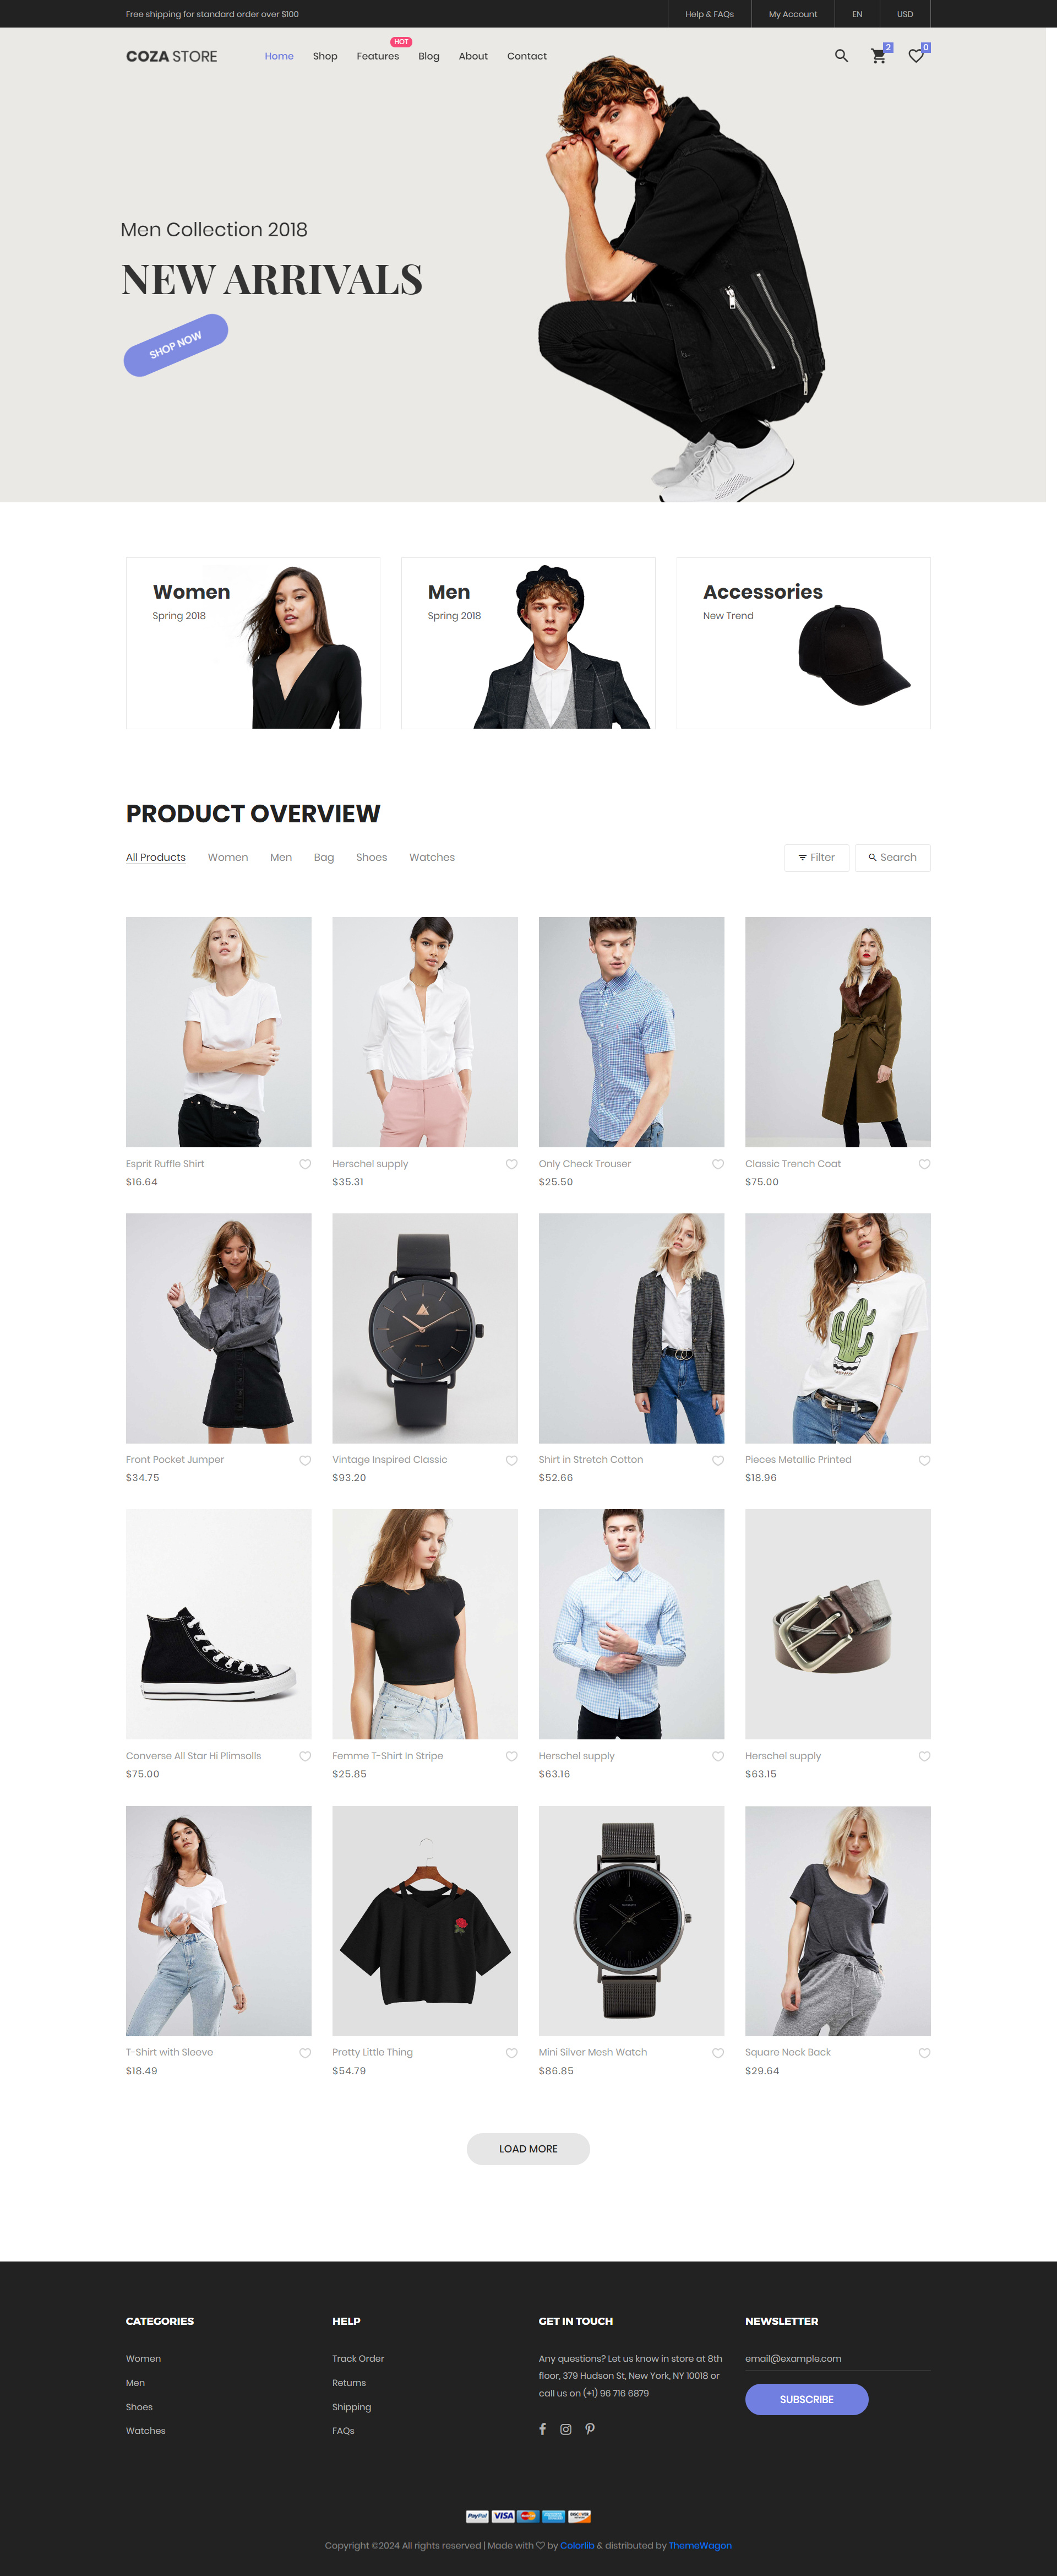 Free shipping for standard order over $100
Help & FAQs
My Account
EN
USD
COZA STORE
Home
Shop
Features
HOT
Blog
About
Contact
2
0
Men Collection 2018
NEW ARRIVALS
SHOP NOW
Women
Spring 2018
Men
Spring 2018
Accessories
New Trend
PRODUCT OVERVIEW
All Products
Women
Men
Bag
Shoes
Watches
Filter
Search
Esprit Ruffle Shirt
$16.64
Herschel supply
$35.31
Only Check Trouser
$25.50
Classic Trench Coat
$75.00
Front Pocket Jumper
$34.75
Vintage Inspired Classic
$93.20
Shirt in Stretch Cotton
$52.66
Pieces Metallic Printed
$18.96
Converse All Star Hi Plimsolls
$75.00
Femme T-Shirt In Stripe
$25.85
Herschel supply
$63.16
Herschel supply
$63.15
T-Shirt with Sleeve
$18.49
Pretty Little Thing
$54.79
Mini Silver Mesh Watch
$86.85
Square Neck Back
$29.64
LOAD MORE
CATEGORIES
Women
Men
Shoes
Watches
HELP
Track Order
Returns
Shipping
FAQs
GET IN TOUCH
Any questions? Let us know in store at 8th
floor, 379 Hudson St, New York, NY 10018 or
call us on (+1) 96 716 6879
NEWSLETTER
email@example.com
SUBSCRIBE
PayPal
VISA
Copyright ©2024 All rights reserved | Made with ♡ by Colorlib & distributed by ThemeWagon